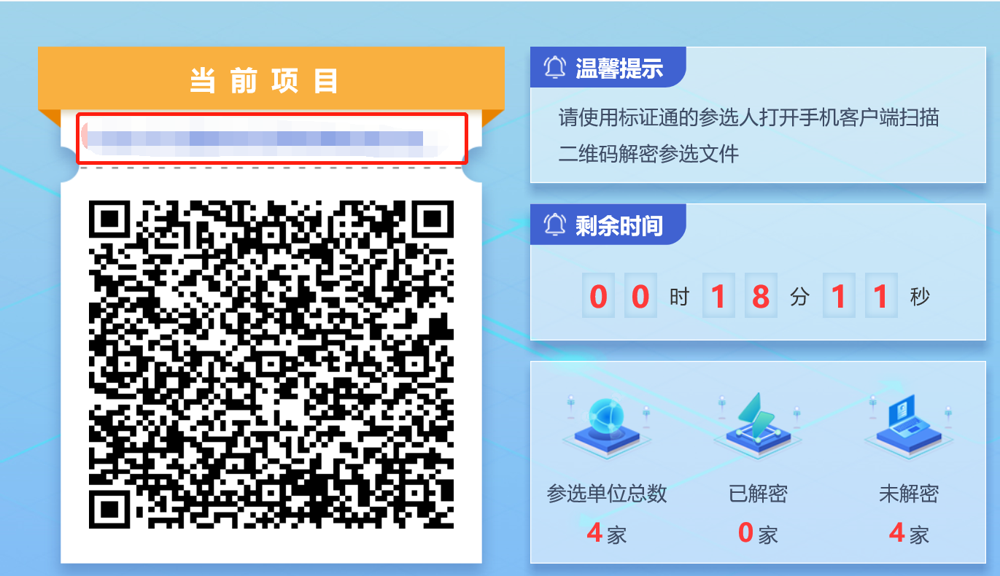 当前项目
温馨提示
请使用标证通的参选人打开手机客户端扫描
二维码解密参选文件
剩余时间
00时18分11秒
参选单位总数
4家
已解密
0家
未解密
4家